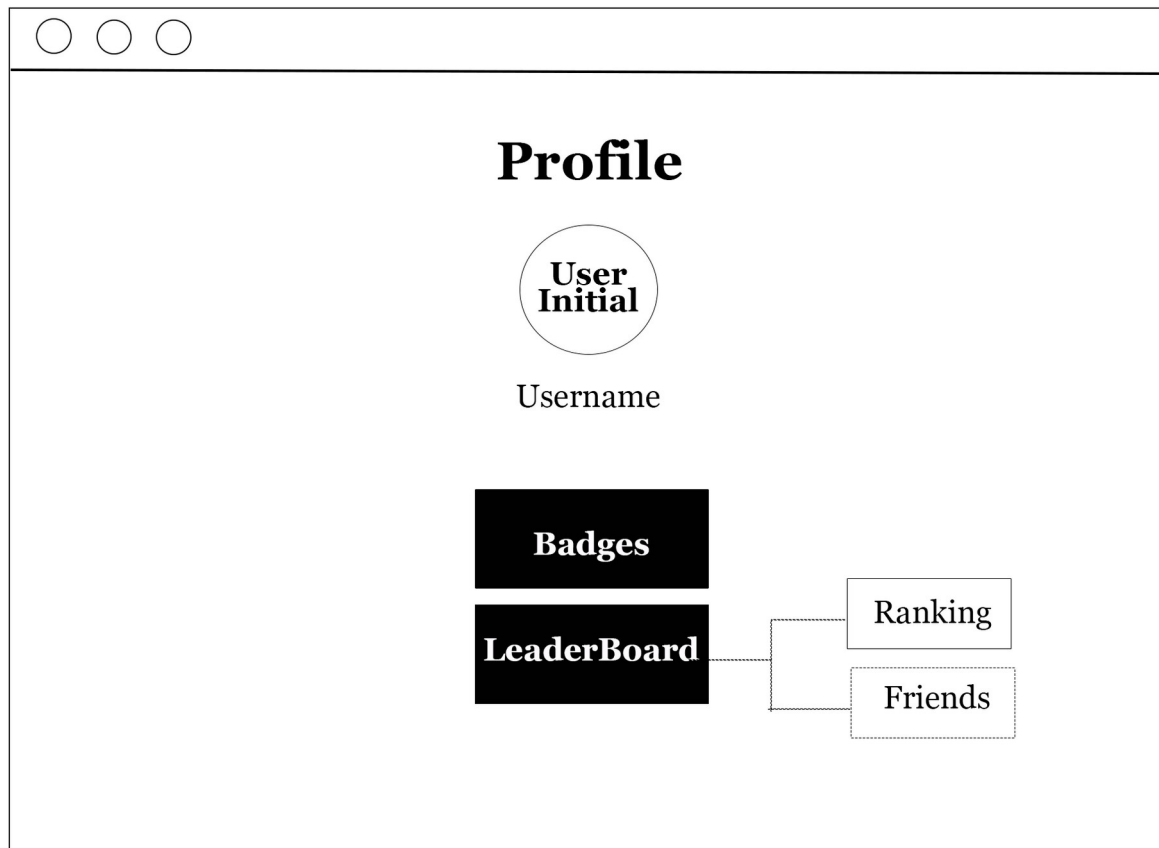 Profile
User
Initial
Username
Badges
LeaderBoard
Ranking
Friends